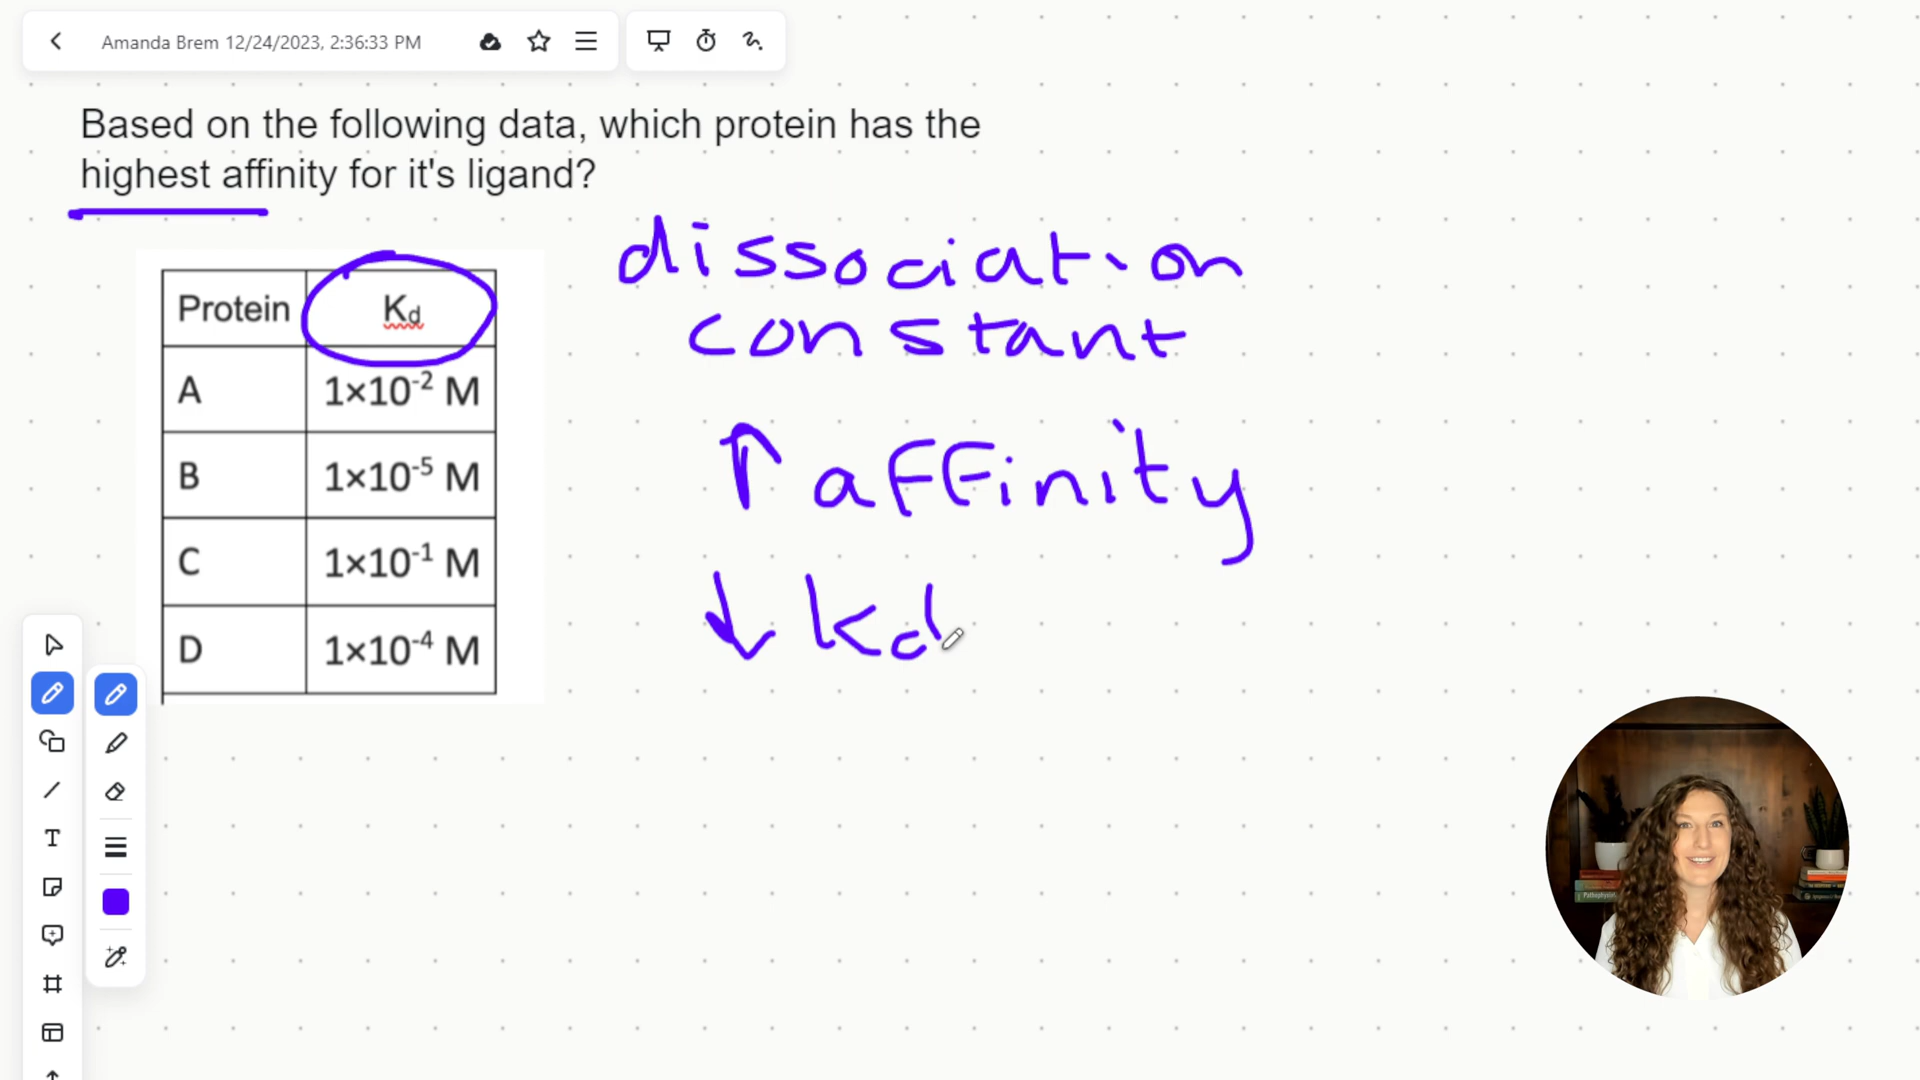 Amanda Brem 12/24/2023, 2:36:33 PM
Based on the following data, which protein has the
highest affinity for it's ligand?
dissociation
constant
Protein Kd
A 1×10⁻² M
B 1×10⁻⁵ M
C 1×10⁻¹ M
D 1×10⁻⁴ M
↑ affinity
↓ kd
T